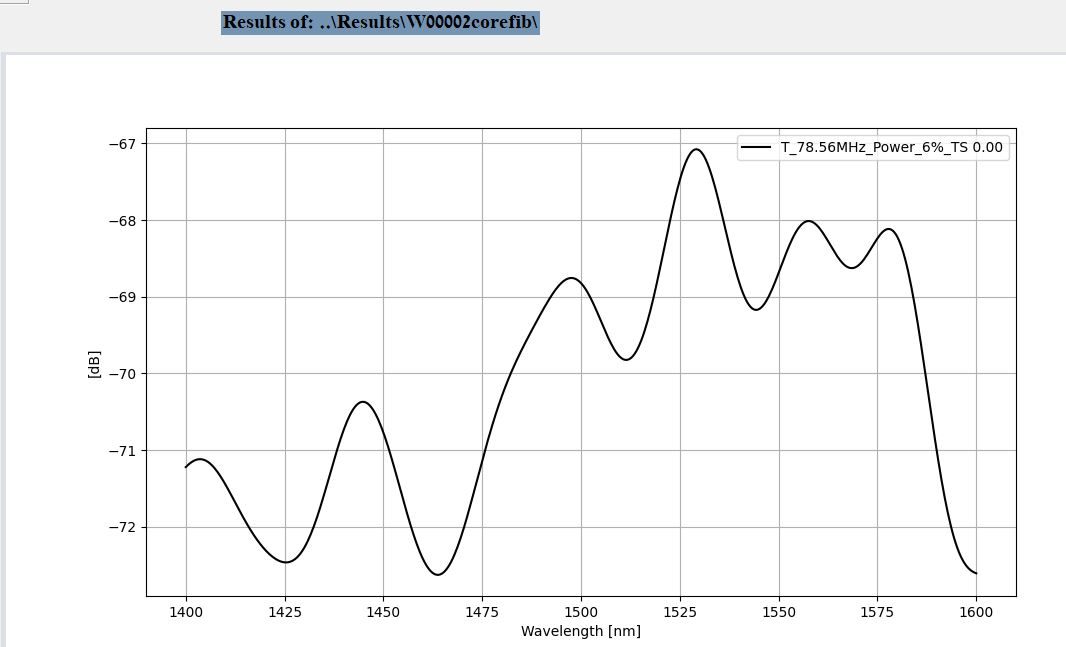 Results of: ..\Results\W00002corefib\
T_78.56MHz_Power_6%_TS 0.00
−67
−68
−69
−70
−71
−72
[dB]
1400 1425 1450 1475 1500 1525 1550 1575 1600
Wavelength [nm]